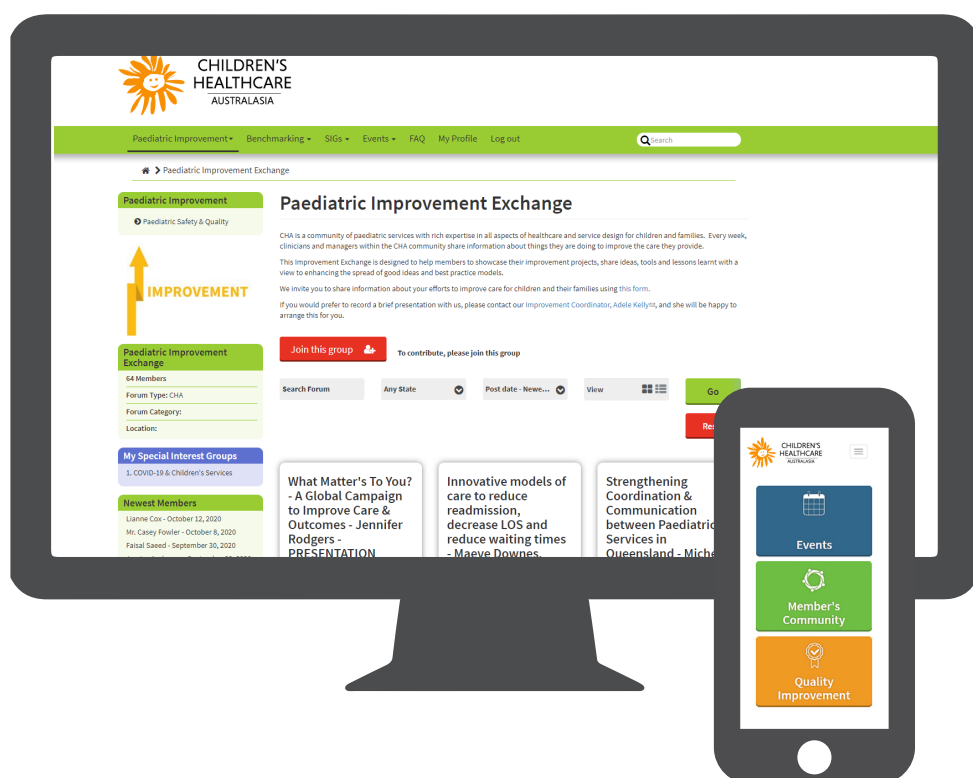 CHILDREN'S
HEALTHCARE
AUSTRALASIA
Paediatric Improvement Benchmarking SIGs Events FAQ My Profile Log out Search
Paediatric Improvement Exchange
Paediatric Improvement
Paediatric Safety & Quality
IMPROVEMENT
Paediatric Improvement
Exchange
64 Members
Forum Type: CHA
Forum Category:
Location:
My Special Interest Groups
1. COVID-19 & Children's Services
Newest Members
Lianne Cox - October 12, 2020
Mr. Casey Fowler - October 8, 2020
Faisal Saeed - September 30, 2020
Paediatric Improvement Exchange
CHA is a community of paediatric services with rich expertise in all aspects of healthcare and service design for children and families. Every week,
clinicians and managers within the CHA community share information about things they are doing to improve the care they provide.
This Improvement Exchange is designed to help members to showcase their improvement projects, share ideas, tools and lessons learnt with a
view to enhancing the spread of good ideas and best practice models.
We invite you to share information about your efforts to improve care for children and their families using this form.
If you would prefer to record a brief presentation with us, please contact our Improvement Coordinator, Adele Kelly, and she will be happy to
arrange this for you.
Join this group To contribute, please join this group
Search Forum Any State Post date - Newe... View Go
What Matter's To You?
- A Global Campaign
to Improve Care &
Outcomes - Jennifer
Rodgers -
PRESENTATION
Innovative models of
care to reduce
readmission,
decrease LOS and
reduce waiting times
- Maeve Downes,
Strengthening
Coordination &
Communication
between Paediatric
Services in
Queensland - Miche
CHILDREN'S
HEALTHCARE
AUSTRALASIA
Events
Member's
Community
Quality
Improvement